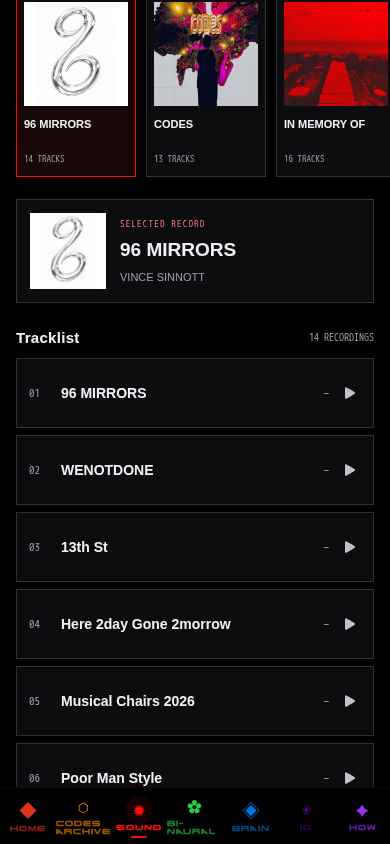 CODES
96 MIRRORS
CODES
IN MEMORY OF
14 TRACKS
13 TRACKS
16 TRACKS
SELECTED RECORD
96 MIRRORS
VINCE SINNOTT
Tracklist
14 RECORDINGS
01 96 MIRRORS –
02 WENOTDONE –
03 13th St –
04 Here 2day Gone 2morrow –
05 Musical Chairs 2026 –
06 Poor Man Style –
HOME
CODES ARCHIVE
SOUND
BI-NAURAL
BRAIN
IQ
HOW